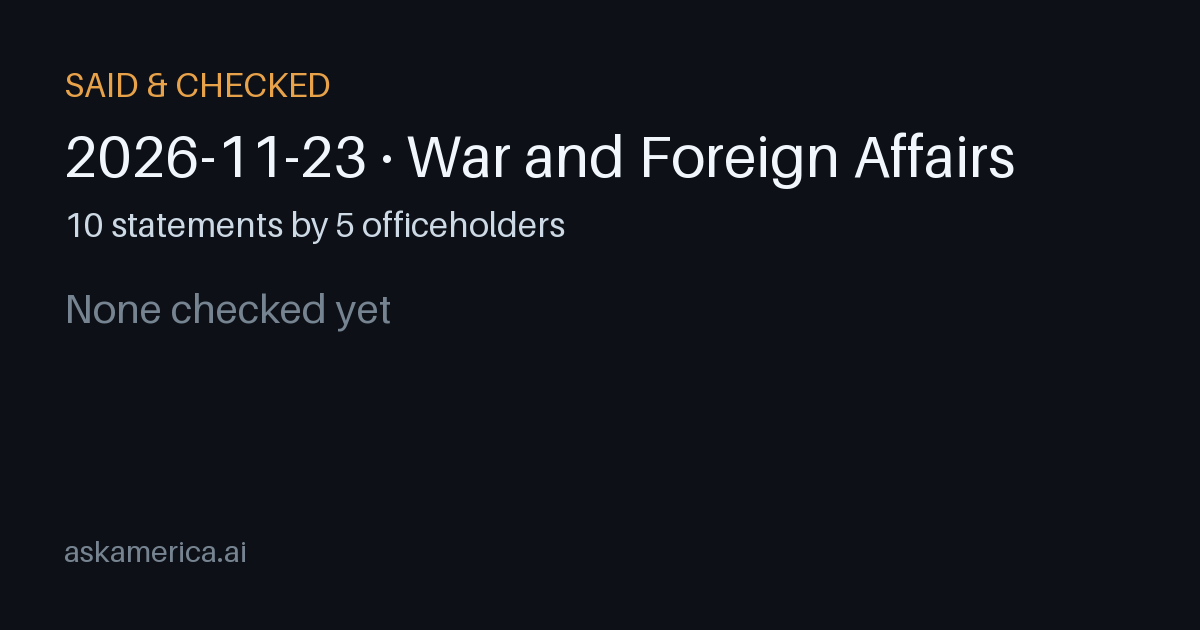 SAID & CHECKED
2026-11-23 · War and Foreign Affairs
10 statements by 5 officeholders
None checked yet
askamerica.ai